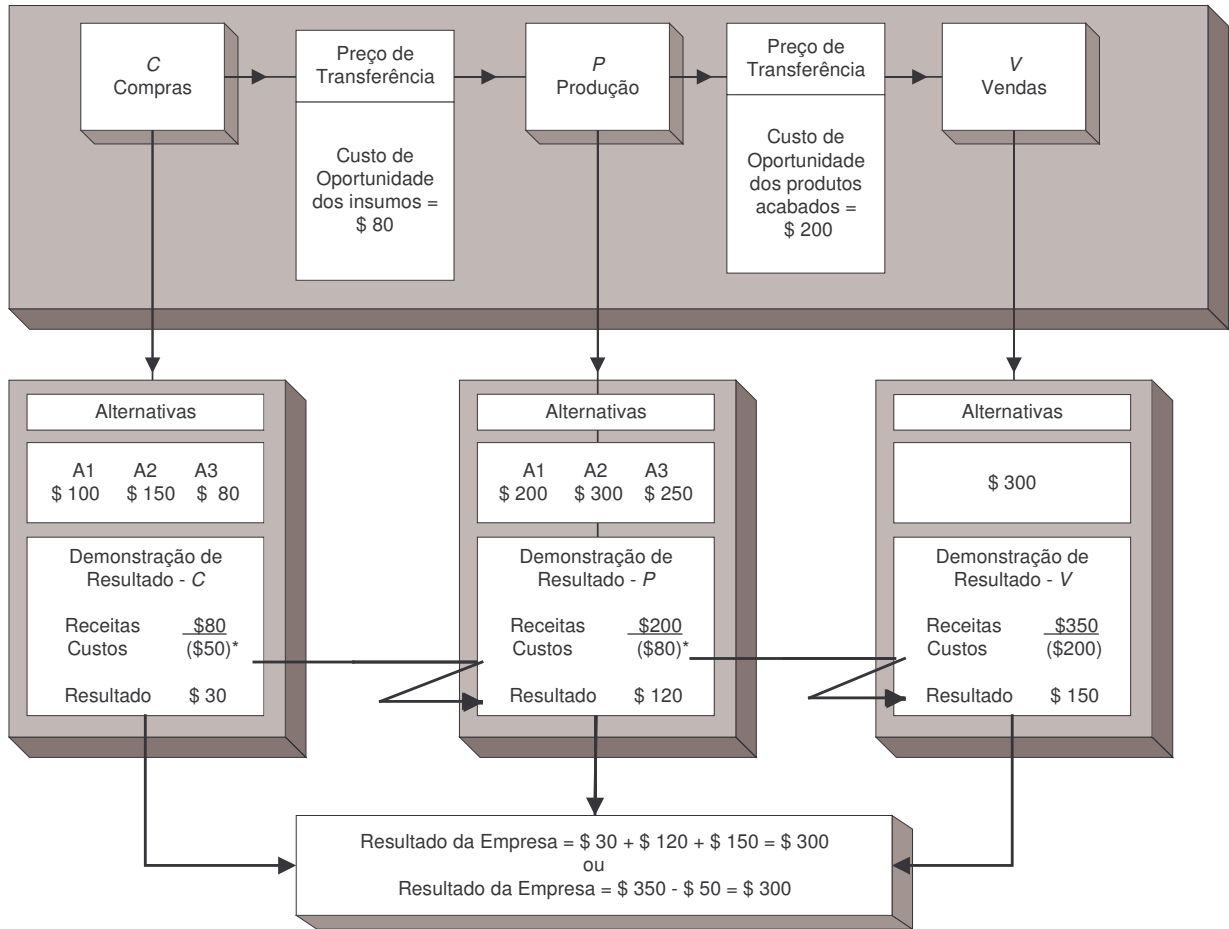 C
Compras
Preço de
Transferência
Custo de
Oportunidade
dos insumos =
$ 80
P
Produção
Preço de
Transferência
Custo de
Oportunidade
dos produtos
acabados =
$ 200
V
Vendas
Alternativas
A1 A2 A3
$ 100 $ 150 $ 80
Demonstração de
Resultado - C
Receitas $80
Custos ($50)*
Resultado $ 30
Alternativas
A1 A2 A3
$ 200 $ 300 $ 250
Demonstração de
Resultado - P
Receitas $200
Custos ($80)*
Resultado $ 120
Alternativas
$ 300
Demonstração de
Resultado - V
Receitas $350
Custos ($200)
Resultado $ 150
Resultado da Empresa = $ 30 + $ 120 + $ 150 = $ 300
ou
Resultado da Empresa = $ 350 - $ 50 = $ 300